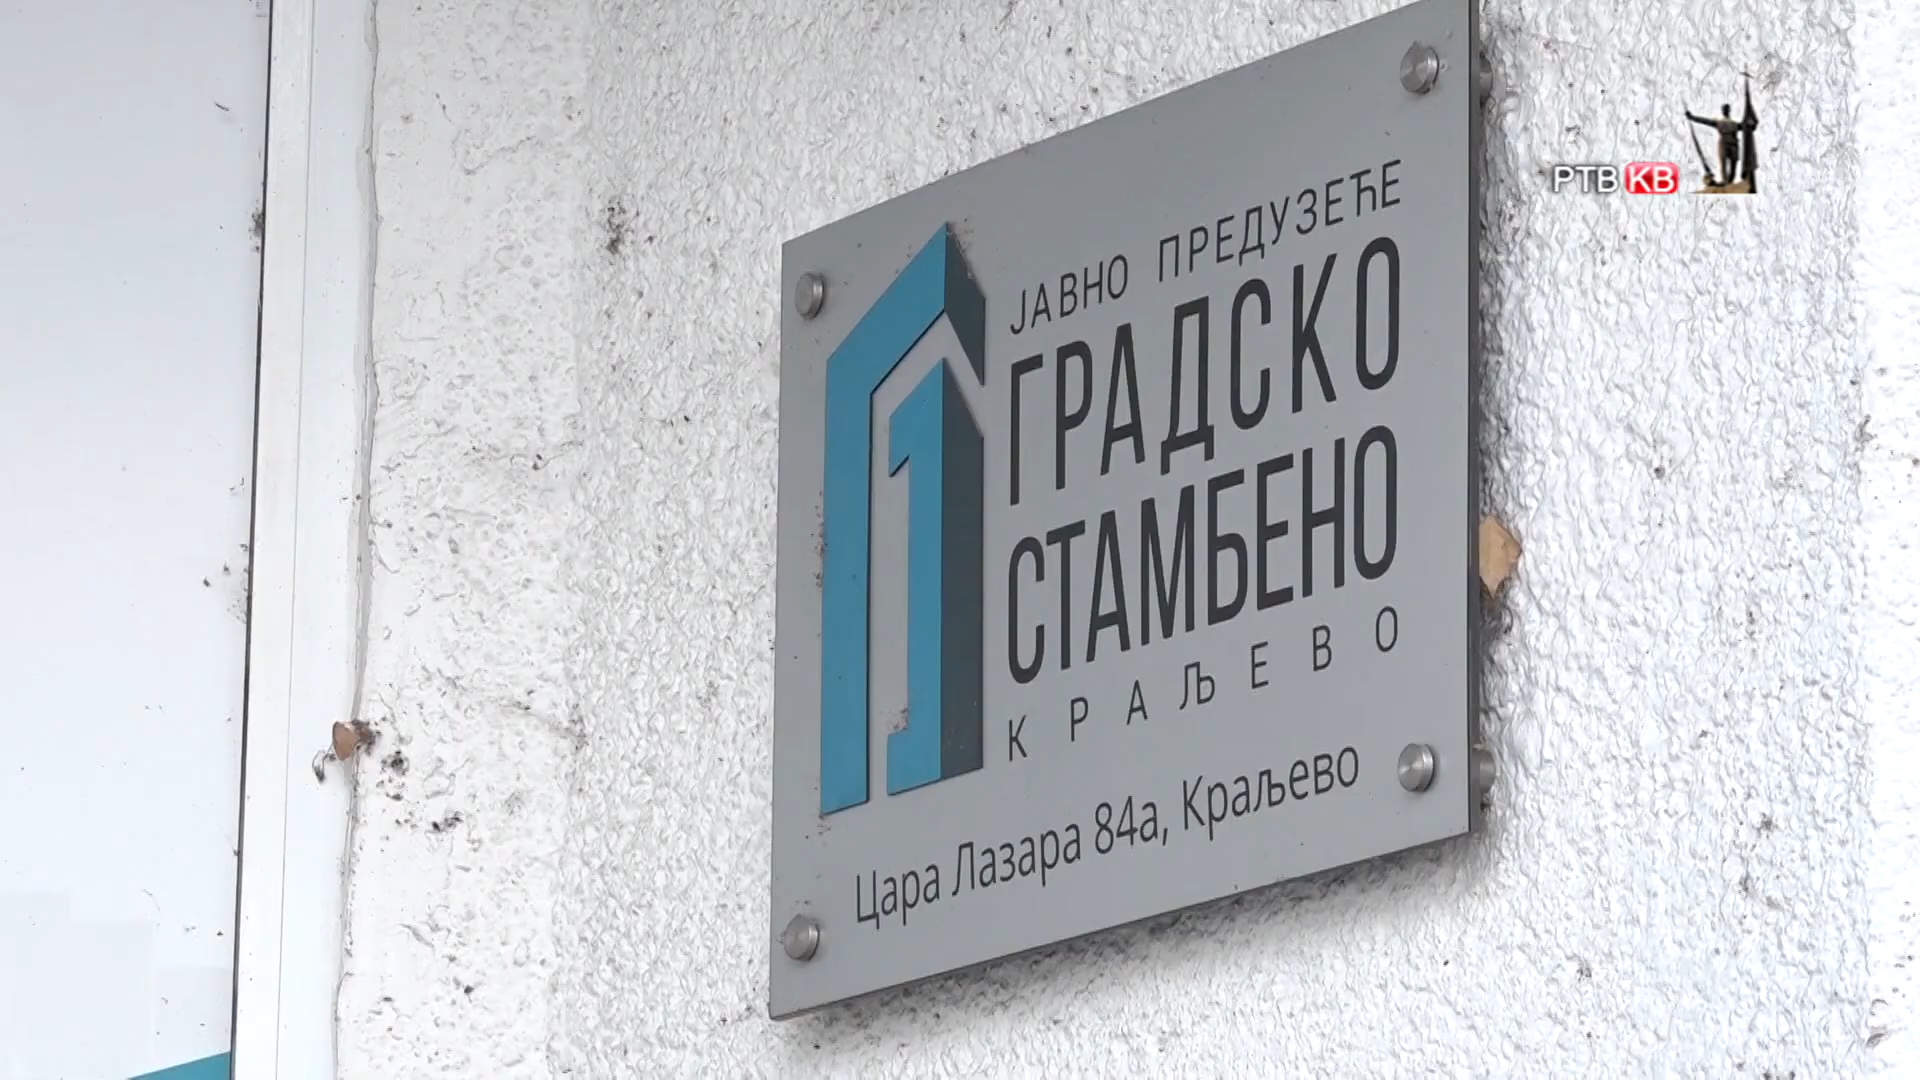 РТВ КВ
ЈАВНО ПРЕДУЗЕЋЕ
ГРАДСКО
СТАМБЕНО
КРАЉЕВО
Цара Лазара 84а, Краљево